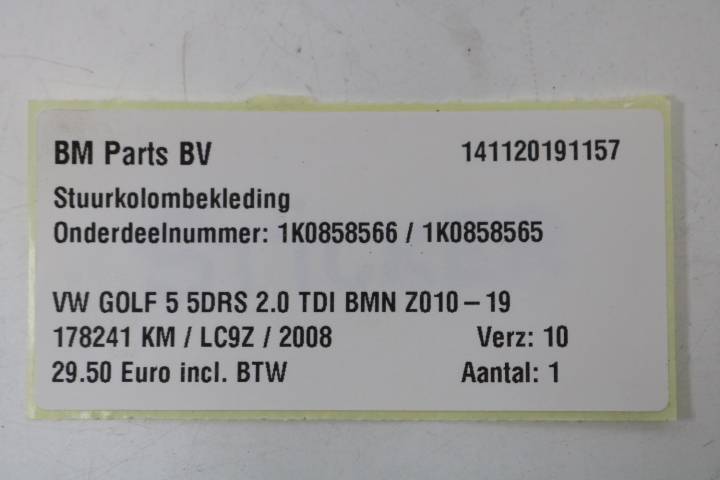 BM Parts BV 141120191157
Stuurkolombekleding
Onderdeelnummer: 1K0858566 / 1K0858565
VW GOLF 5 5DRS 2.0 TDI BMN Z010 – 19
178241 KM / LC9Z / 2008 Verz: 10
29.50 Euro incl. BTW Aantal: 1